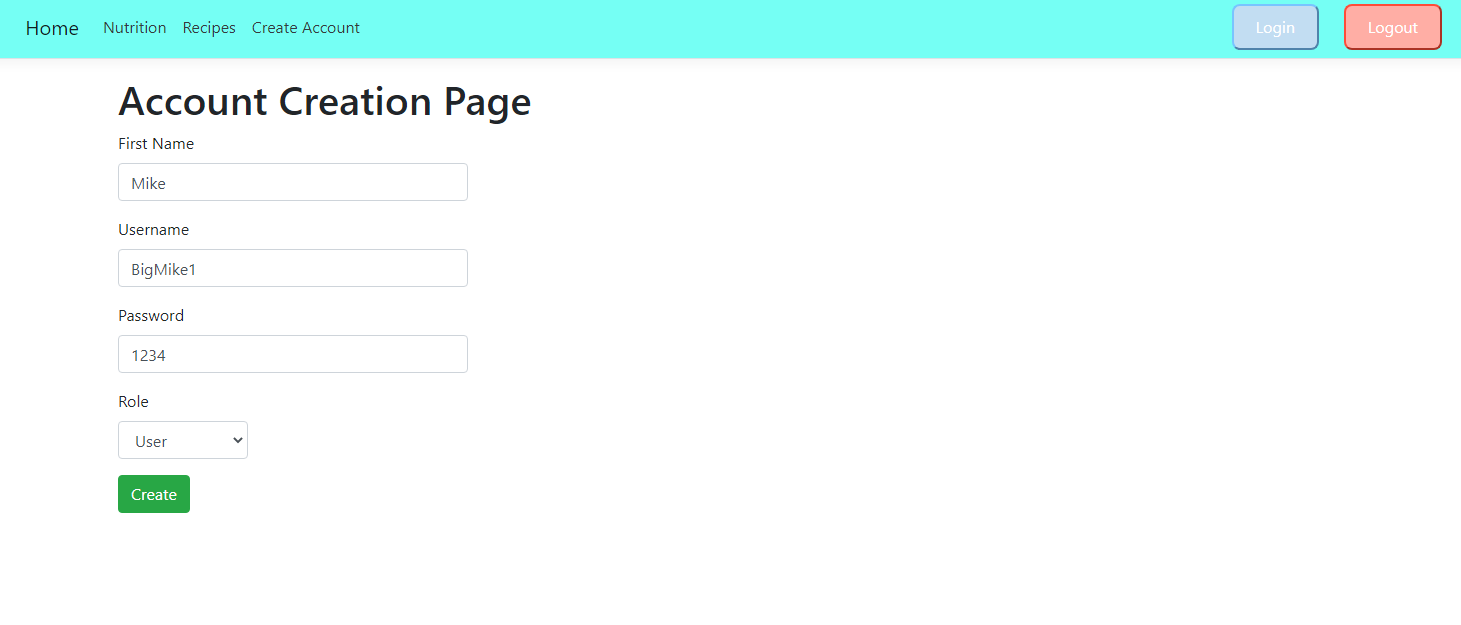 Home Nutrition Recipes Create Account Login Logout
Account Creation Page
First Name
Mike
Username
BigMike1
Password
1234
Role
User
Create